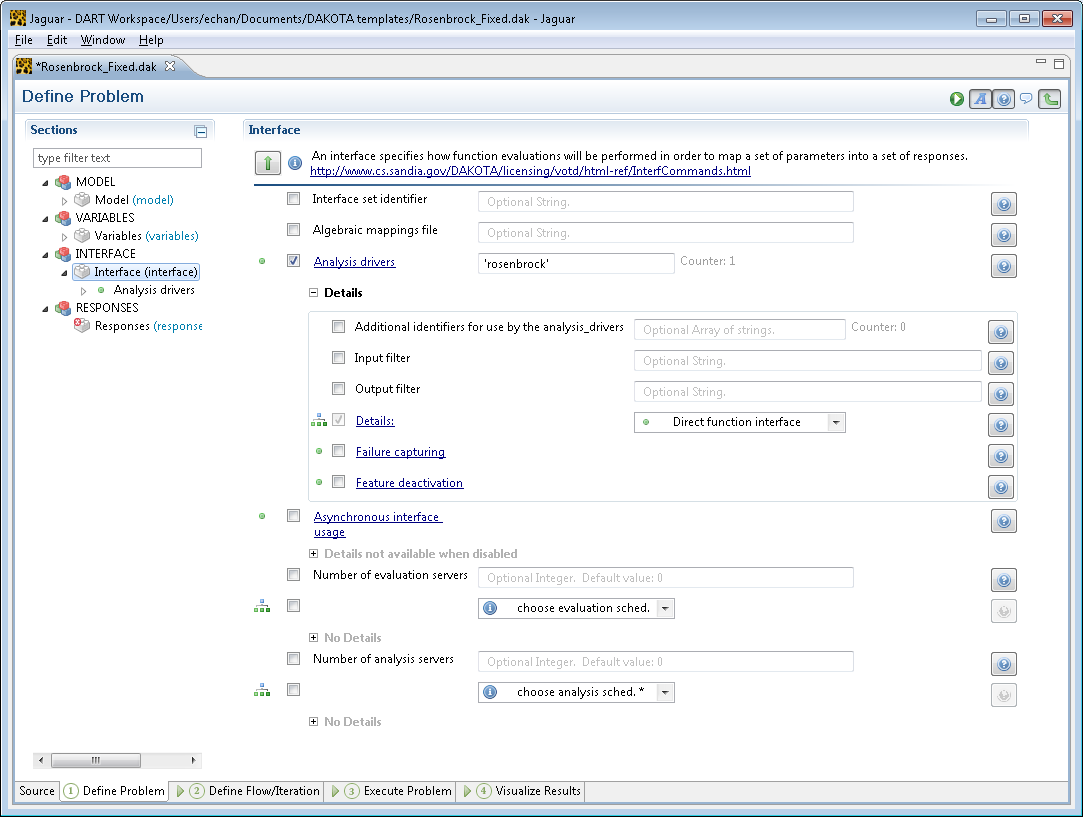 Jaguar - DART Workspace/Users/echan/Documents/DAKOTA templates/Rosenbrock_Fixed.dak - Jaguar
File Edit Window Help
*Rosenbrock_Fixed.dak
Define Problem
Sections
type filter text
MODEL
Model (model)
VARIABLES
Variables (variables)
INTERFACE
Interface (interface)
Analysis drivers
RESPONSES
Responses (response
Interface
An interface specifies how function evaluations will be performed in order to map a set of parameters into a set of responses.
http://www.cs.sandia.gov/DAKOTA/licensing/votd/html-ref/InterfCommands.html
Interface set identifier Optional String.
Algebraic mappings file Optional String.
Analysis drivers 'rosenbrock' Counter: 1
Details
Additional identifiers for use by the analysis_drivers Optional Array of strings. Counter: 0
Input filter Optional String.
Output filter Optional String.
Details: Direct function interface
Failure capturing
Feature deactivation
Asynchronous interface
usage
Details not available when disabled
Number of evaluation servers Optional Integer. Default value: 0
choose evaluation sched.
No Details
Number of analysis servers Optional Integer. Default value: 0
choose analysis sched. *
No Details
Source 1 Define Problem 2 Define Flow/Iteration 3 Execute Problem 4 Visualize Results